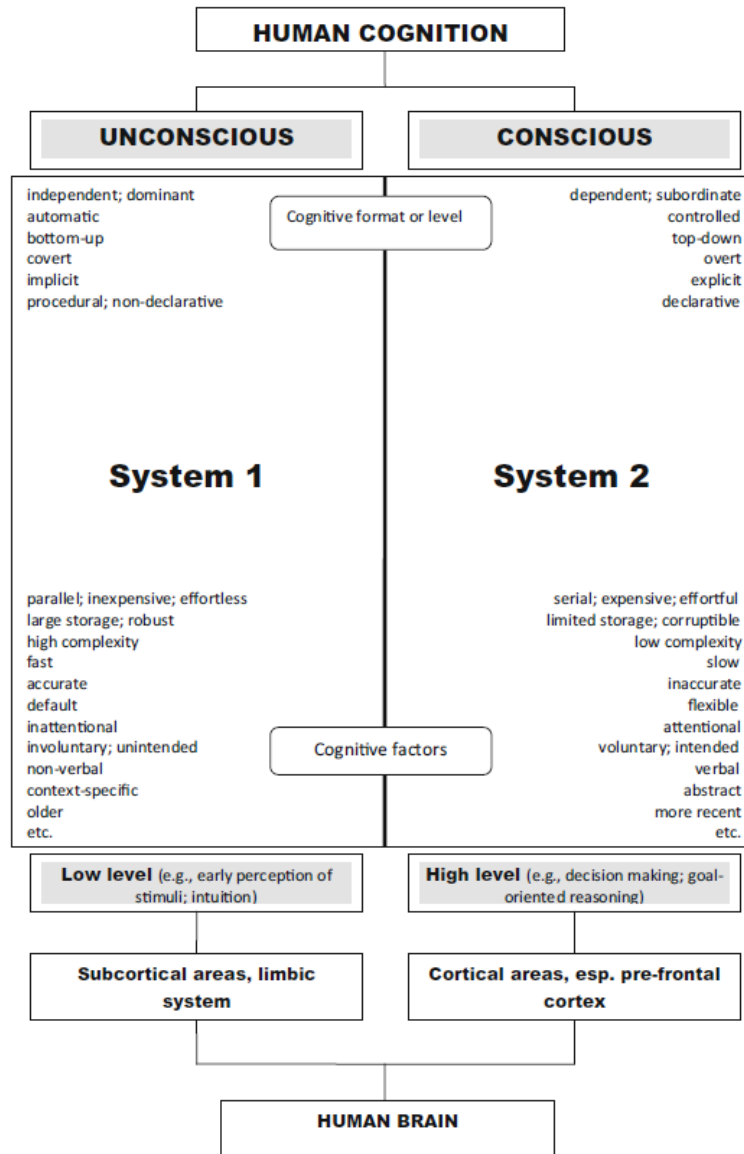 HUMAN COGNITION
UNCONSCIOUS
CONSCIOUS
independent; dominant
automatic
bottom-up
covert
implicit
procedural; non-declarative
Cognitive format or level
dependent; subordinate
controlled
top-down
overt
explicit
declarative
System 1
System 2
parallel; inexpensive; effortless
large storage; robust
high complexity
fast
accurate
default
inattentional
involuntary; unintended
non-verbal
context-specific
older
etc.
Cognitive factors
serial; expensive; effortful
limited storage; corruptible
low complexity
slow
inaccurate
flexible
attentional
voluntary; intended
verbal
abstract
more recent
etc.
Low level (e.g., early perception of
stimuli; intuition)
High level (e.g., decision making; goal-
oriented reasoning)
Subcortical areas, limbic
system
Cortical areas, esp. pre-frontal
cortex
HUMAN BRAIN